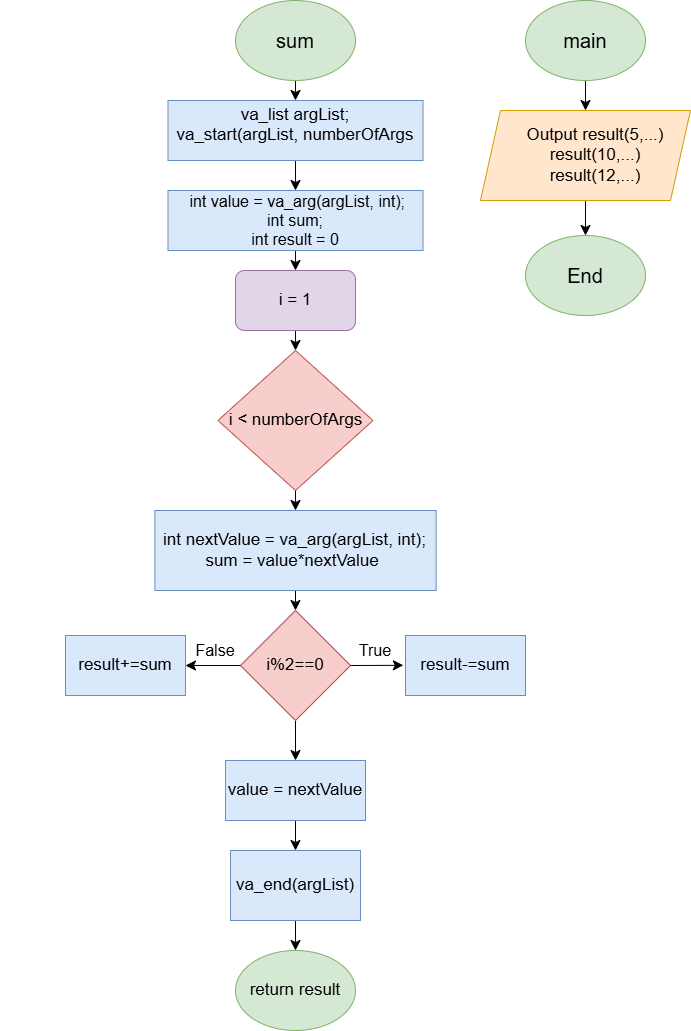 sum
va_list argList;
va_start(argList, numberOfArgs
int value = va_arg(argList, int);
int sum;
int result = 0
i = 1
i < numberOfArgs
int nextValue = va_arg(argList, int);
sum = value*nextValue
False
True
result+=sum
i%2==0
result-=sum
value = nextValue
va_end(argList)
return result
main
Output result(5,...)
result(10,...)
result(12,...)
End